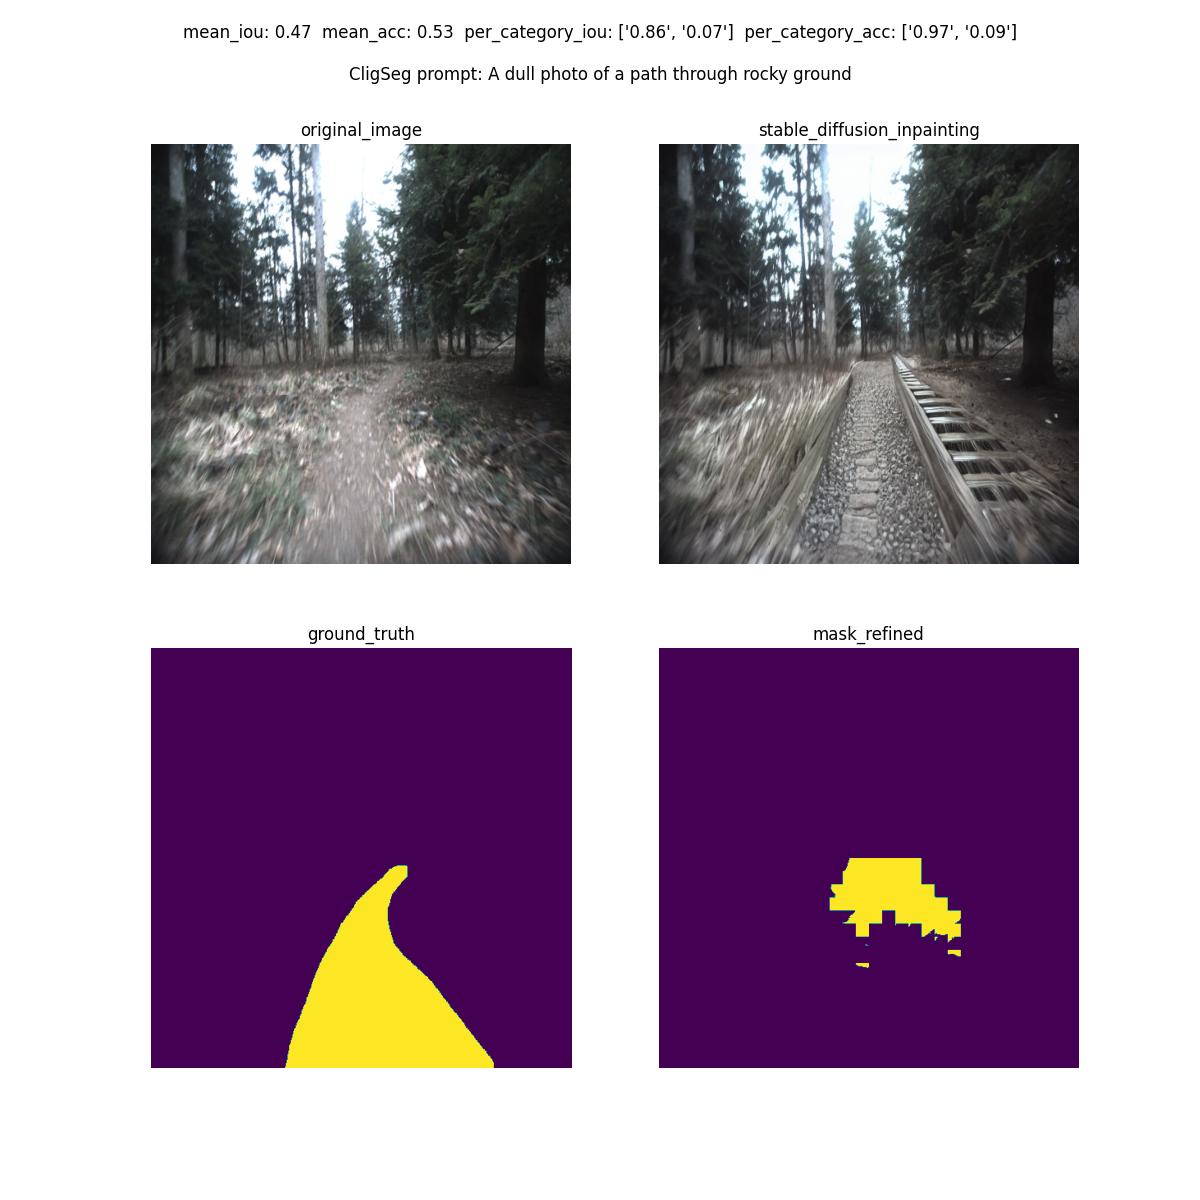 mean_iou: 0.47  mean_acc: 0.53  per_category_iou: ['0.86', '0.07']  per_category_acc: ['0.97', '0.09']
CligSeg prompt: A dull photo of a path through rocky ground
original_image
stable_diffusion_inpainting
ground_truth
mask_refined